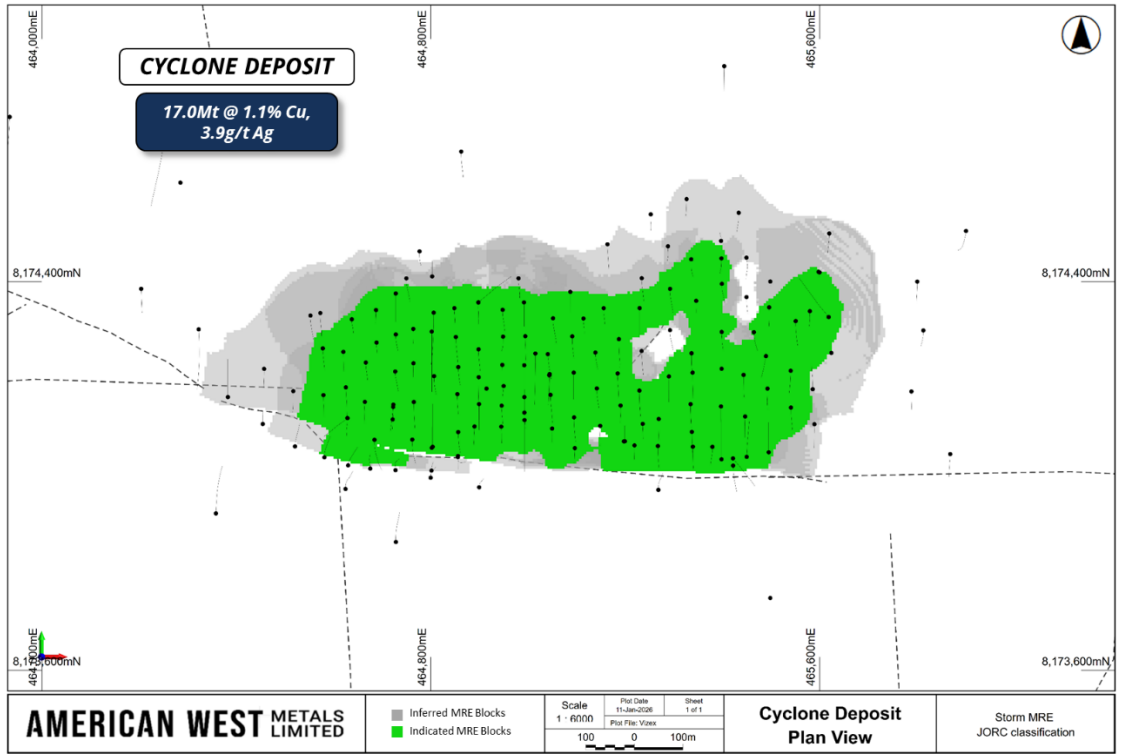 464,000mE
464,800mE
465,600mE
CYCLONE DEPOSIT
17.0Mt @ 1.1% Cu,
3.9g/t Ag
8,174,400mN
8,174,400mN
8,173,600mN
8,173,600mN
464,800mE
465,600mE
AMERICAN WEST METALS LIMITED
Inferred MRE Blocks
Indicated MRE Blocks
Scale
1 : 6000
Plot Date
11-Jan-2026
Sheet
1 of 1
Plot File: Vizex
100 0 100m
Cyclone Deposit
Plan View
Storm MRE
JORC classification